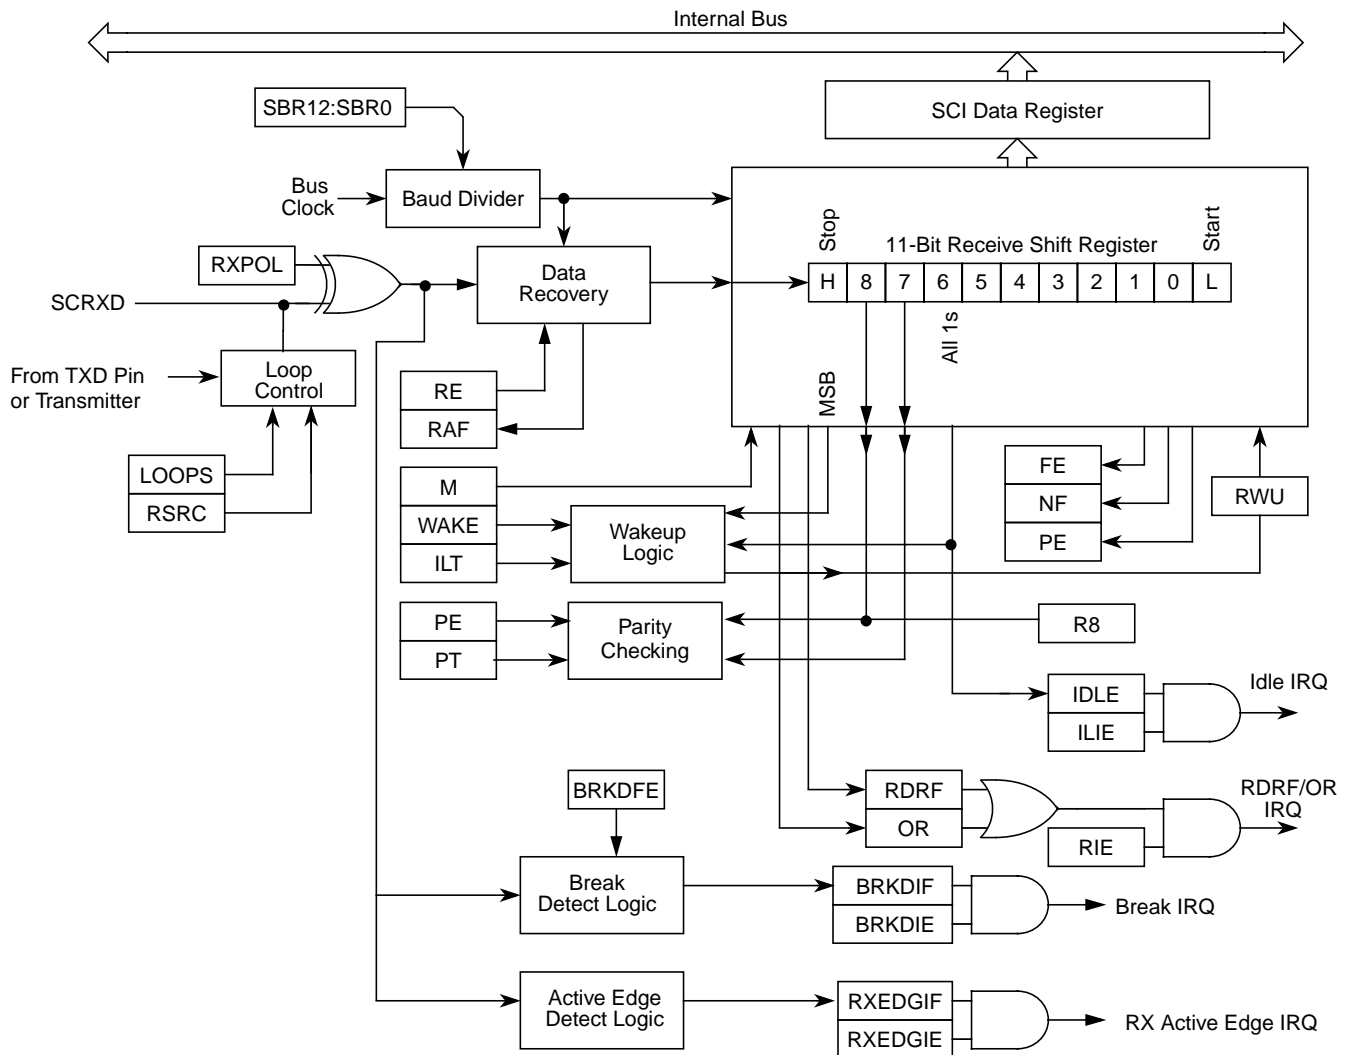 Internal Bus
SBR12:SBR0
SCI Data Register
Bus
Clock
Baud Divider
Stop
11-Bit Receive Shift Register
Start
RXPOL
Data
Recovery
H 8 7 6 5 4 3 2 1 0 L
SCRXD
All 1s
From TXD Pin
or Transmitter
Loop
Control
MSB
RE
RAF
LOOPS
RSRC
M
WAKE
ILT
Wakeup
Logic
FE
NF
PE
RWU
PE
PT
Parity
Checking
R8
IDLE
ILIE
Idle IRQ
BRKDFE
RDRF
OR
RIE
RDRF/OR
IRQ
Break
Detect Logic
BRKDIF
BRKDIE
Break IRQ
Active Edge
Detect Logic
RXEDGIF
RXEDGIE
RX Active Edge IRQ